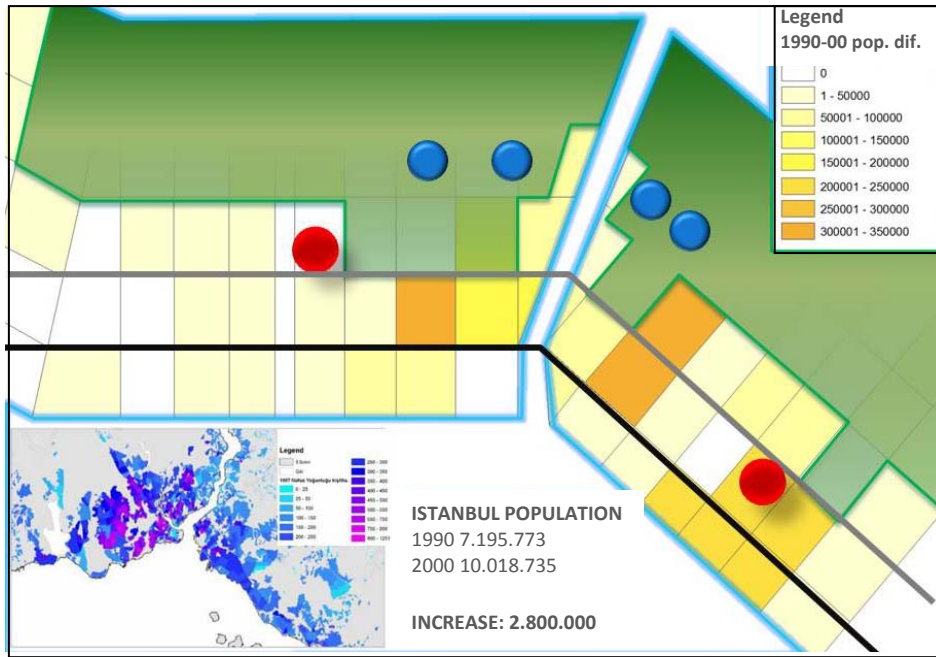 Legend
1990-00 pop. dif.
0
1 - 50000
50001 - 100000
100001 - 150000
150001 - 200000
200001 - 250000
250001 - 300000
300001 - 350000
Legend
ISTANBUL POPULATION
1990 7.195.773
2000 10.018.735
INCREASE: 2.800.000